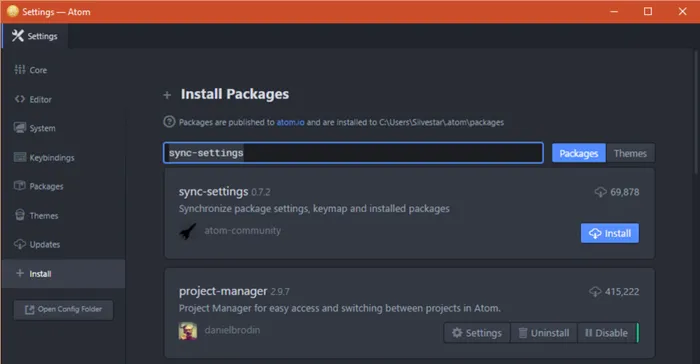 Settings — Atom
Settings
Core
Editor
System
Keybindings
Packages
Themes
Updates
Install
Open Config Folder
Install Packages
Packages are published to atom.io and are installed to C:\Users\Silvestar\.atom\packages
sync-settings
Packages Themes
sync-settings 0.7.2 69,878
Synchronize package settings, keymap and installed packages
atom-community Install
project-manager 2.9.7 415,222
Project Manager for easy access and switching between projects in Atom.
danielbrodin Settings Uninstall Disable